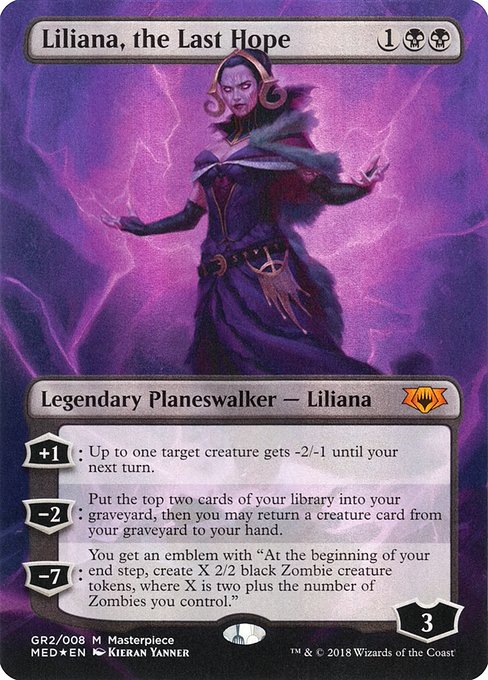 Liliana, the Last Hope 1
Legendary Planeswalker — Liliana
+1 : Up to one target creature gets -2/-1 until your
next turn.
Put the top two cards of your library into your
-2 : graveyard, then you may return a creature card from
your graveyard to your hand.
You get an emblem with “At the beginning of your
end step, create X 2/2 black Zombie creature
-7 : tokens, where X is two plus the number of
Zombies you control.”
3
GR2/008 M Masterpiece
MED★EN Kieran Yanner ™ & © 2018 Wizards of the Coast